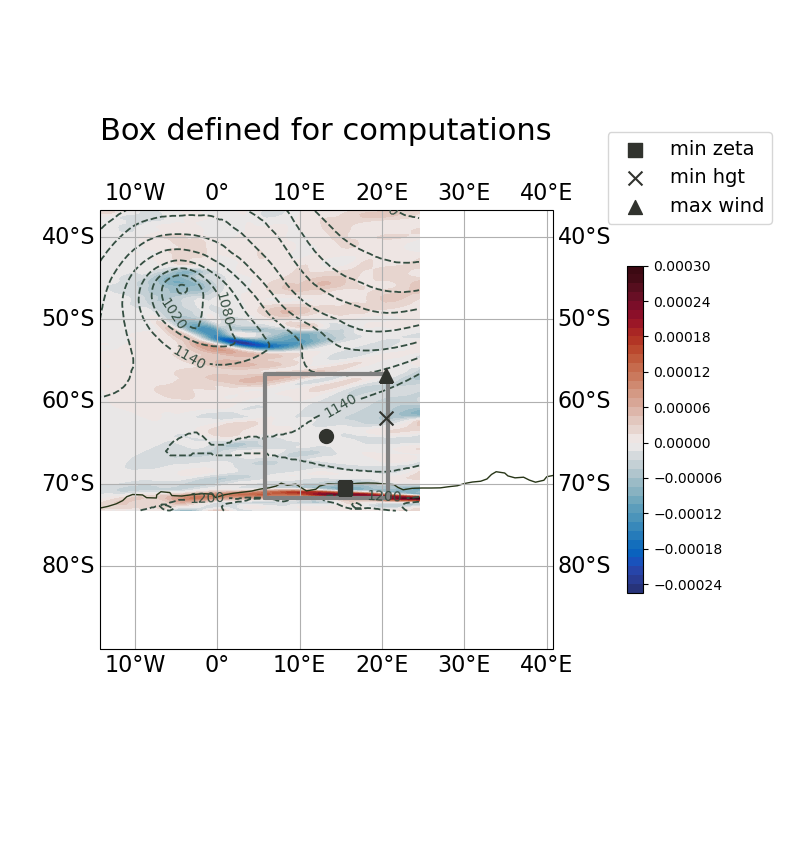 Box defined for computations
min zeta
min hgt
max wind
10°W 0° 10°E 20°E 30°E 40°E
40°S 40°S
50°S 50°S
60°S 60°S
70°S 70°S
80°S 80°S
10°W 0° 10°E 20°E 30°E 40°E
1020
1080
1140
1140
1200
1200
0.00030
0.00024
0.00018
0.00012
0.00006
0.00000
−0.00006
−0.00012
−0.00018
−0.00024